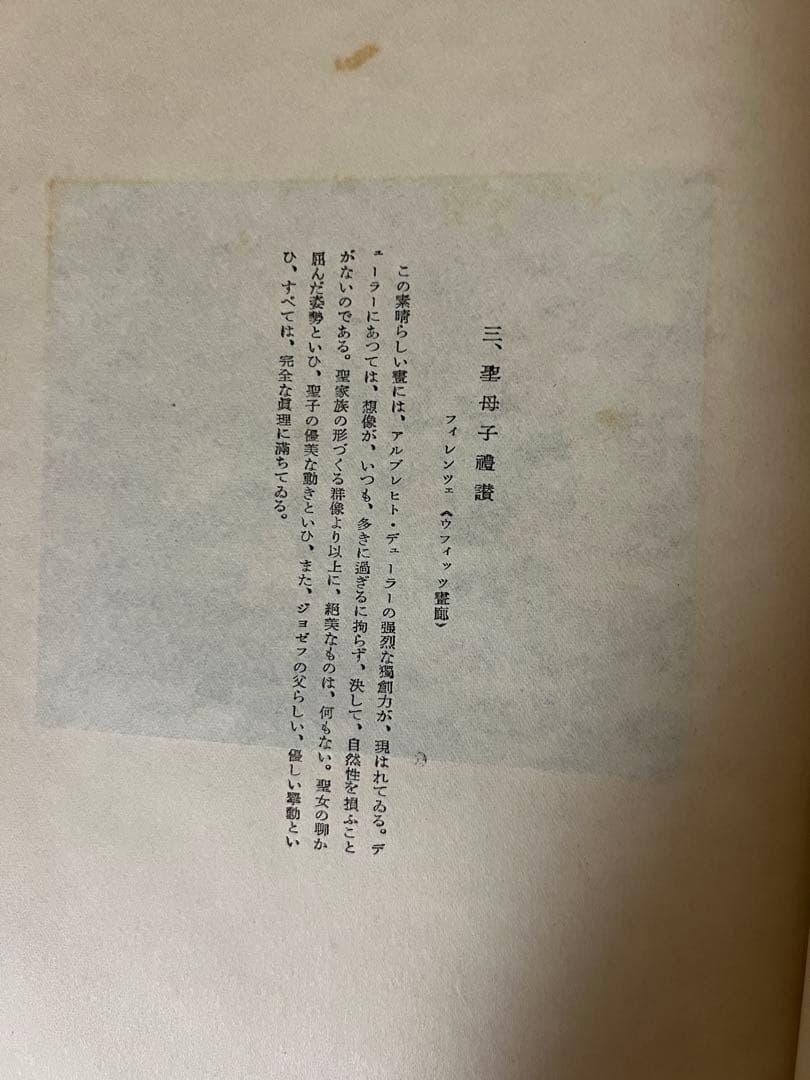 三、聖母子禮讃
フィレンツェ《ウフィッツ畫廊》
この素晴らしい畫には、アルブレヒト・デューラーの强烈な獨創力が、現はれてゐる。デ
ューラーにあつては、想像が、いつも、多きに過ぎるに拘らず、決して、自然性を損ふこと
がないのである。聖家族の形づくる群像より以上に、絕美なものは、何もない。聖女の聊か
屈んだ姿勢といひ、聖子の優美な動きといひ、また、ジョゼフの父らしい、優しい擧動とい
ひ、すべては、完全な眞理に滿ちてゐる。